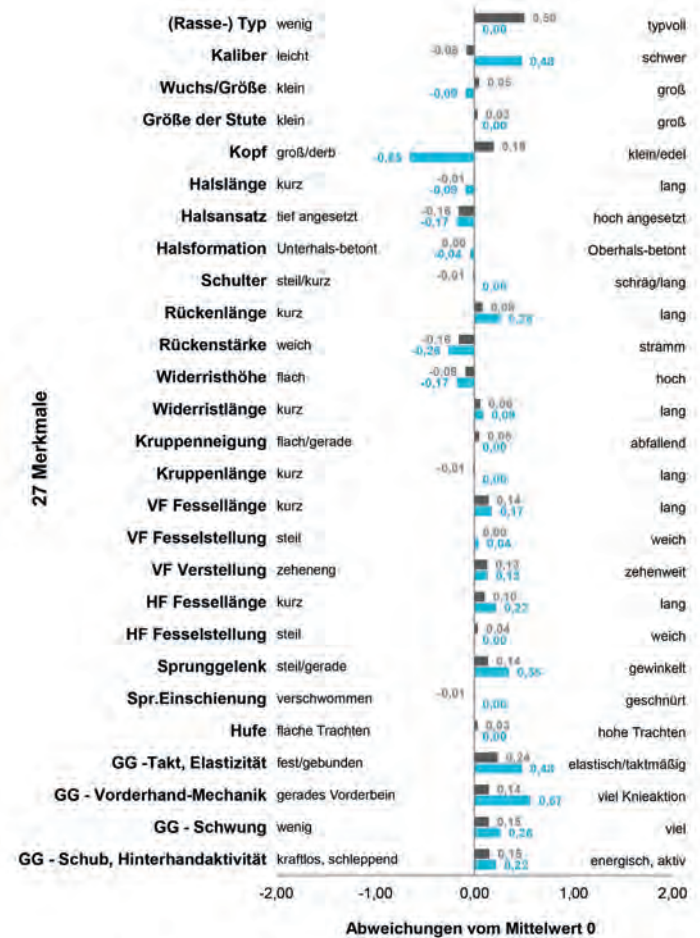 27 Merkmale
(Rasse-) Typ wenig 0,50 0,00 typvoll
Kaliber leicht -0,08 0,48 schwer
Wuchs/Größe klein 0,05 -0,09 groß
Größe der Stute klein 0,03 0,00 groß
Kopf groß/derb 0,19 -0,65 klein/edel
Halslänge kurz -0,01 -0,09 lang
Halsansatz tief angesetzt -0,16 -0,17 hoch angesetzt
Halsformation Unterhals-betont 0,00 -0,04 Oberhals-betont
Schulter steil/kurz -0,01 0,00 schräg/lang
Rückenlänge kurz 0,09 0,26 lang
Rückenstärke weich -0,16 -0,26 stramm
Widerristhöhe flach -0,09 -0,17 hoch
Widerristlänge kurz 0,06 0,09 lang
Kruppenneigung flach/gerade 0,05 0,00 abfallend
Kruppenlänge kurz -0,01 0,00 lang
VF Fessellänge kurz 0,14 0,17 lang
VF Fesselstellung steil 0,00 0,04 weich
VF Verstellung zeheneng 0,13 0,13 zehenweit
HF Fessellänge kurz 0,10 0,22 lang
HF Fesselstellung steil 0,04 0,00 weich
Sprunggelenk steil/gerade 0,14 0,35 gewinkelt
Spr.Einschienung verschwommen -0,01 0,00 geschnürt
Hufe flache Trachten 0,03 0,00 hohe Trachten
GG -Takt, Elastizität fest/gebunden 0,24 0,48 elastisch/taktmäßig
GG - Vorderhand-Mechanik gerades Vorderbein 0,14 0,57 viel Knieaktion
GG - Schwung wenig 0,15 0,26 viel
GG - Schub, Hinterhandaktivität kraftlos, schleppend 0,15 0,22 energisch, aktiv
-2,00 -1,00 0,00 1,00 2,00
Abweichungen vom Mittelwert 0